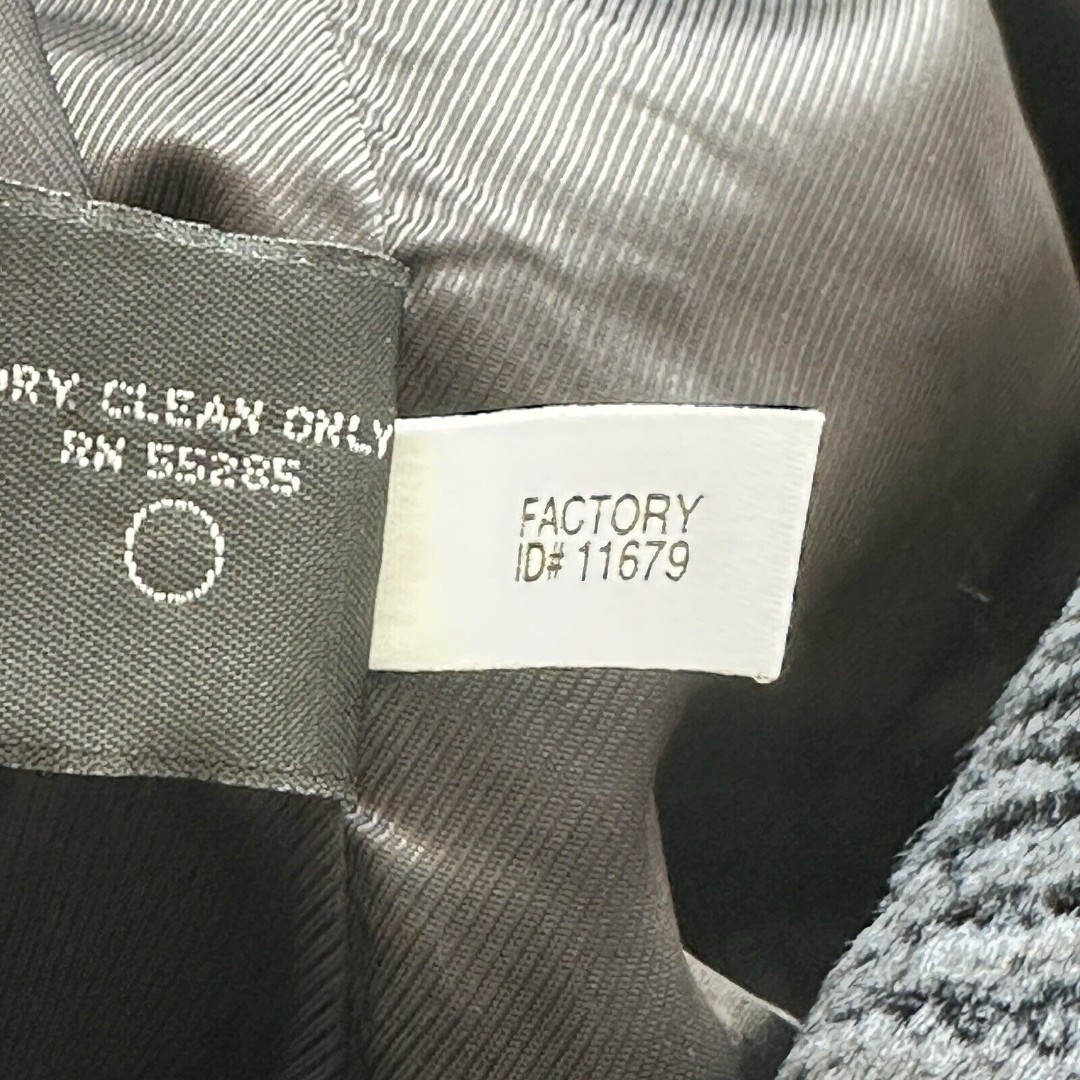 DRY CLEAN ONLY
RN 55285
FACTORY
ID# 11679